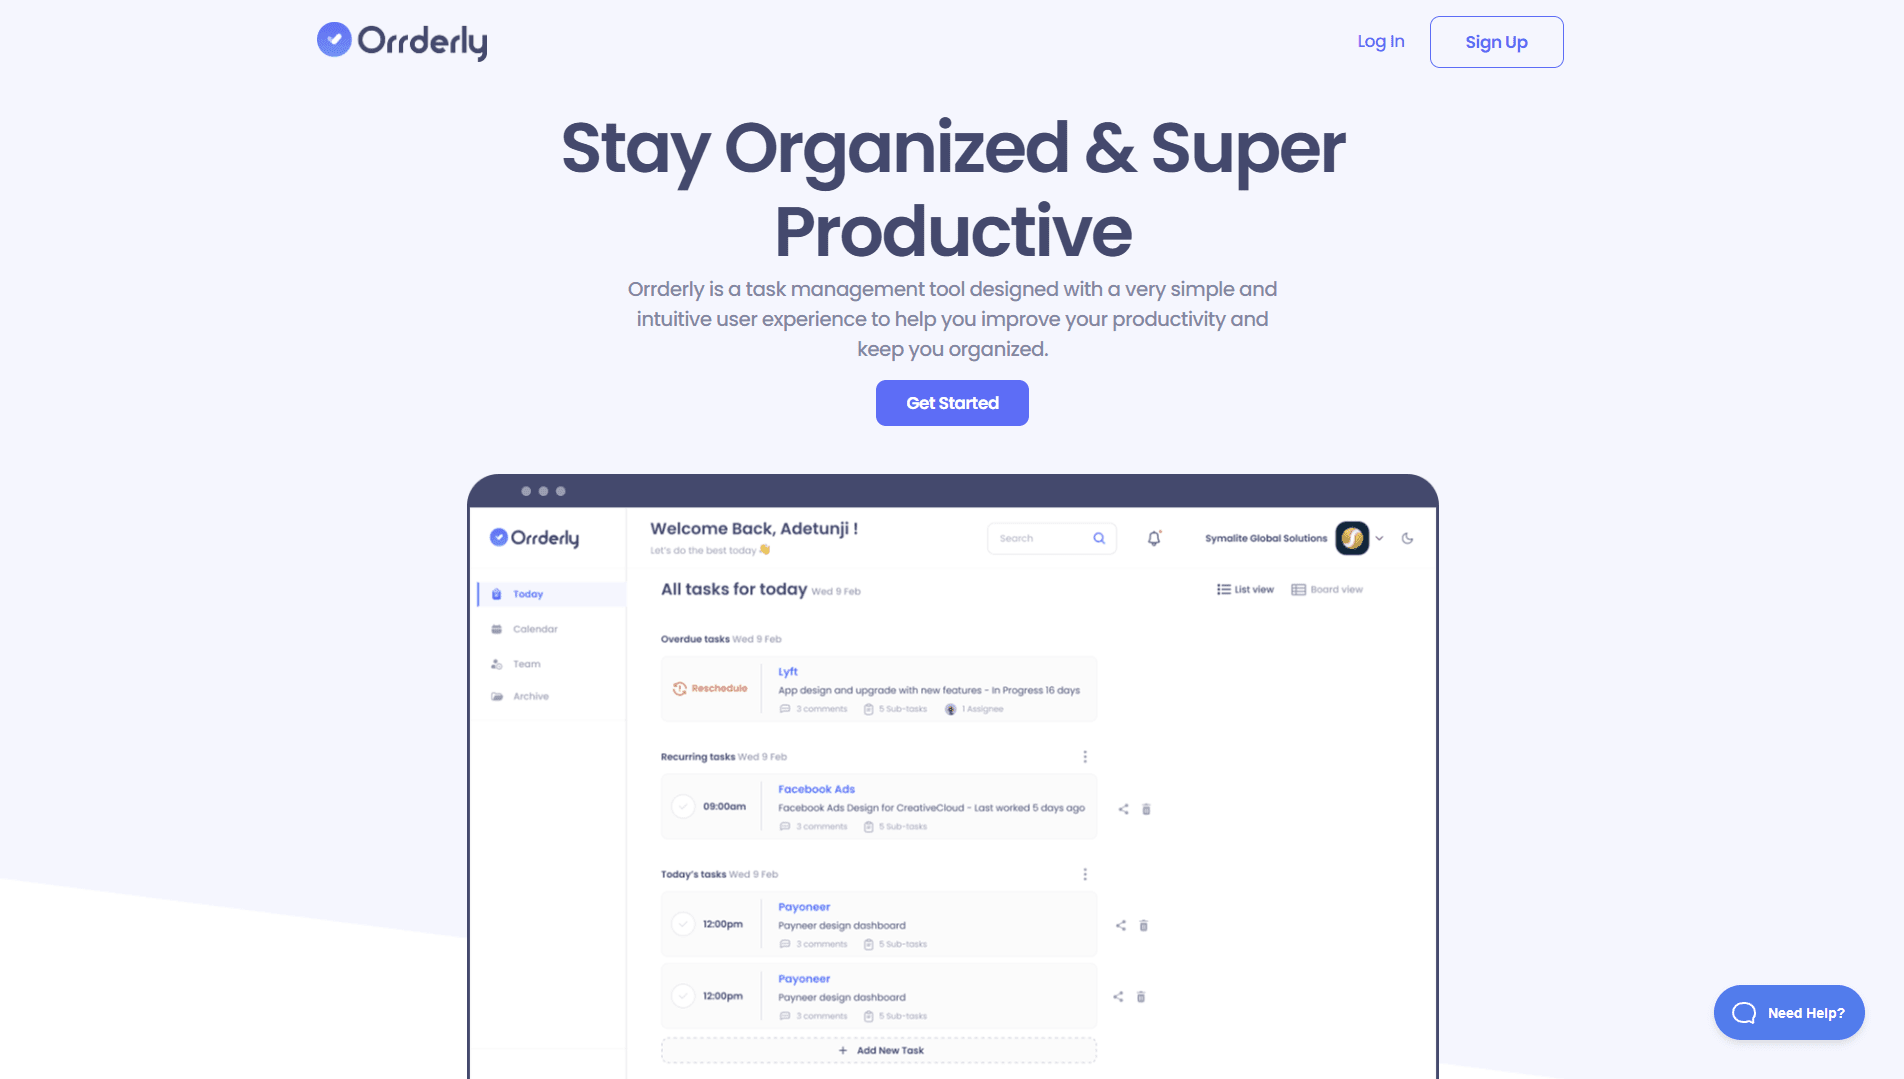 Orrderly
Log In
Sign Up
Stay Organized & Super
Productive
Orrderly is a task management tool designed with a very simple and
intuitive user experience to help you improve your productivity and
keep you organized.
Get Started
Orrderly
Welcome Back, Adetunji !
Let's do the best today 👋
Search
Symalite Global Solutions
Today
Calendar
Team
Archive
All tasks for today Wed 9 Feb
List view
Board view
Overdue tasks Wed 9 Feb
Reschedule
Lyft
App design and upgrade with new features - In Progress 16 days
3 comments
5 Sub-tasks
1 Assignee
Recurring tasks Wed 9 Feb
09:00am
Facebook Ads
Facebook Ads Design for CreativeCloud - Last worked 5 days ago
3 comments
5 Sub-tasks
Today's tasks Wed 9 Feb
12:00pm
Payoneer
Payneer design dashboard
3 comments
5 Sub-tasks
12:00pm
Payoneer
Payneer design dashboard
3 comments
5 Sub-tasks
+ Add New Task
Need Help?